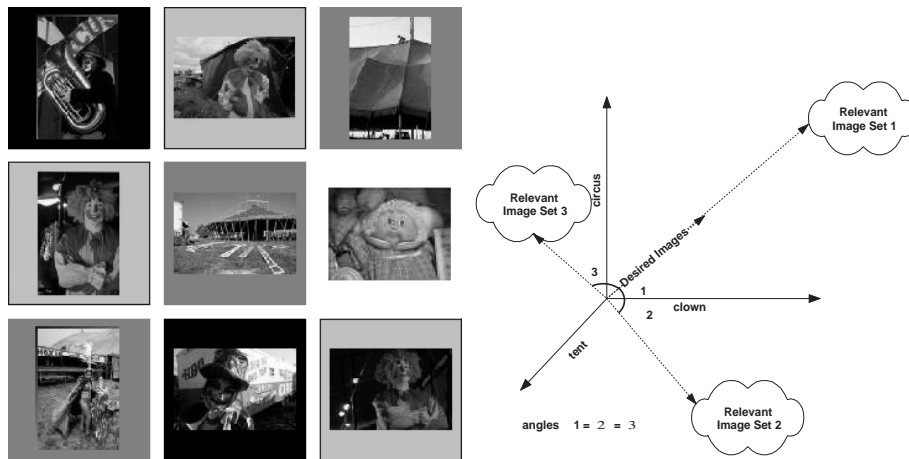 Relevant
Image Set 1
circus
Relevant
Image Set 3
Desired Images
3
1
2
clown
tent
Relevant
Image Set 2
angles 1 = 2 = 3